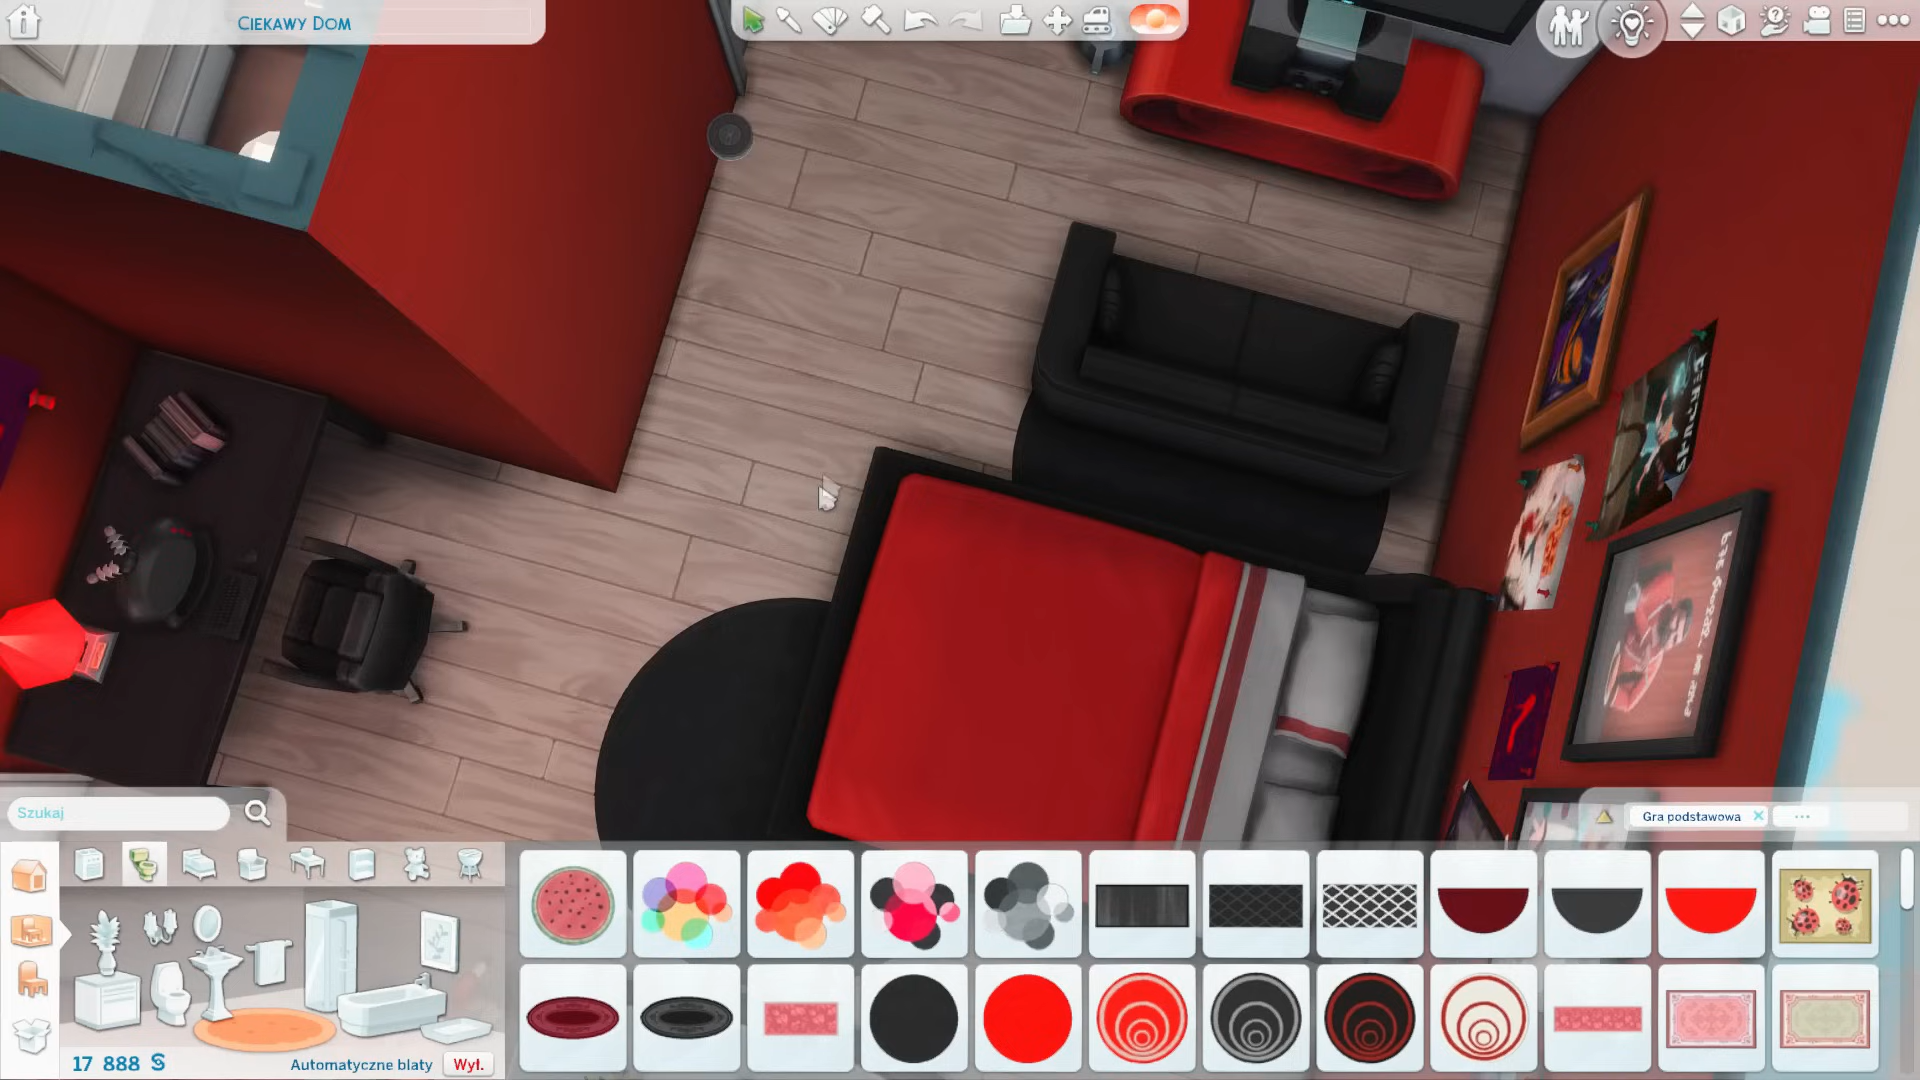 Ciekawy Dom
Szukaj
Gra podstawowa
17 888 §
Automatyczne blaty
Wył.